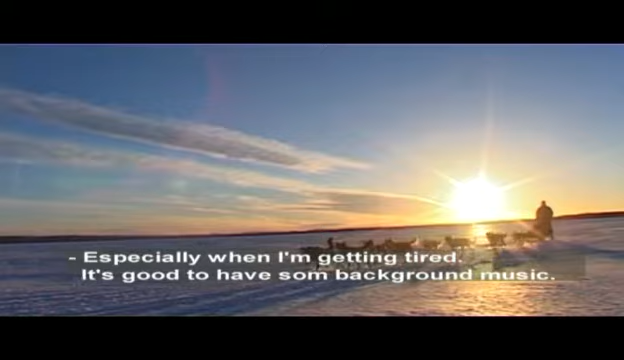 - Especially when I'm getting tired.
It's good to have som background music.